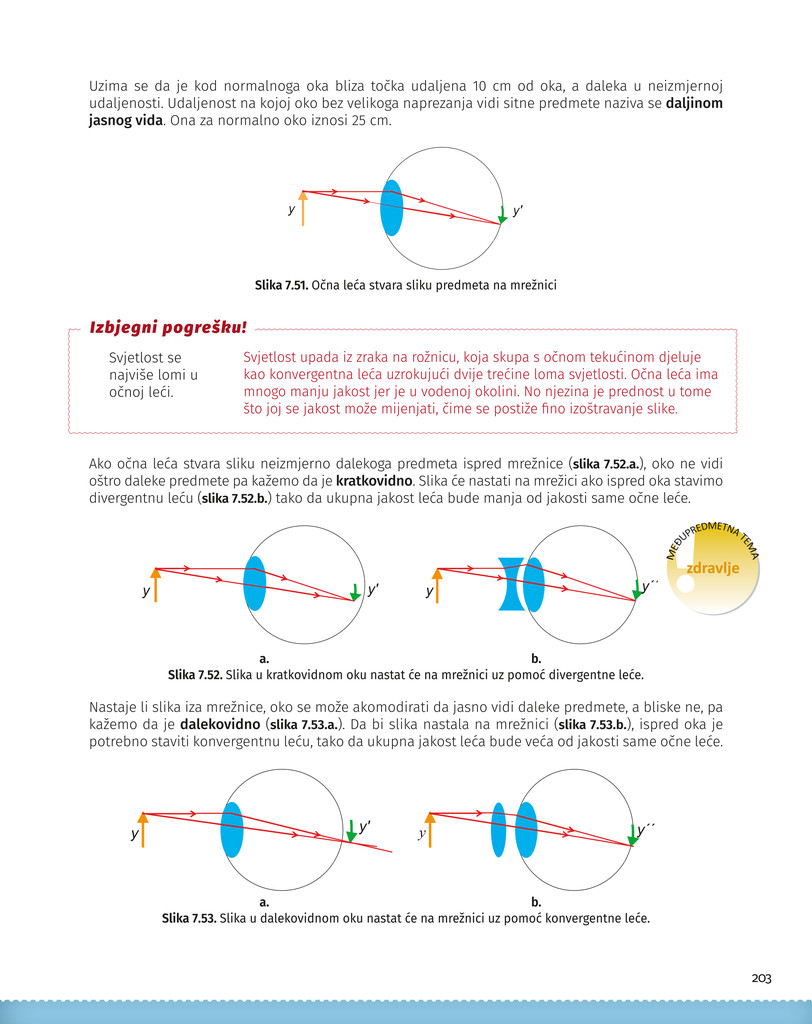 Uzima se da je kod normalnoga oka bliza točka udaljena 10 cm od oka, a daleka u neizmjernoj
udaljenosti. Udaljenost na kojoj oko bez velikoga naprezanja vidi sitne predmete naziva se daljinom
jasnog vida. Ona za normalno oko iznosi 25 cm.
y
y'
Slika 7.51. Očna leća stvara sliku predmeta na mrežnici
Izbjegni pogrešku!
Svjetlost se
najviše lomi u
očnoj leći.
Svjetlost upada iz zraka na rožnicu, koja skupa s očnom tekućinom djeluje
kao konvergentna leća uzrokujući dvije trećine loma svjetlosti. Očna leća ima
mnogo manju jakost jer je u vodenoj okolini. No njezina je prednost u tome
što joj se jakost može mijenjati, čime se postiže fino izoštravanje slike.
Ako očna leća stvara sliku neizmjerno dalekoga predmeta ispred mrežnice (slika 7.52.a.), oko ne vidi
oštro daleke predmete pa kažemo da je kratkovidno. Slika će nastati na mrežici ako ispred oka stavimo
divergentnu leću (slika 7.52.b.) tako da ukupna jakost leća bude manja od jakosti same očne leće.
MEĐUPREDMETNA TEMA
zdravlje
y
y'
y
y´´
a.
b.
Slika 7.52. Slika u kratkovidnom oku nastat će na mrežnici uz pomoć divergentne leće.
Nastaje li slika iza mrežnice, oko se može akomodirati da jasno vidi daleke predmete, a bliske ne, pa
kažemo da je dalekovidno (slika 7.53.a.). Da bi slika nastala na mrežnici (slika 7.53.b.), ispred oka je
potrebno staviti konvergentnu leću, tako da ukupna jakost leća bude veća od jakosti same očne leće.
y
y'
y
y´´
a.
b.
Slika 7.53. Slika u dalekovidnom oku nastat će na mrežnici uz pomoć konvergentne leće.
203